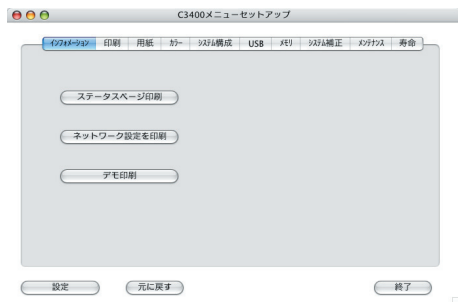 C3400メニューセットアップ
ｲﾝﾌｫﾒｰｼｮﾝ 印刷 用紙 ｶﾗｰ ｼｽﾃﾑ構成 USB ﾒﾓﾘ ｼｽﾃﾑ補正 ﾒﾝﾃﾅﾝｽ 寿命
ステータスページ印刷
ネットワーク設定を印刷
デモ印刷
設定 元に戻す 終了